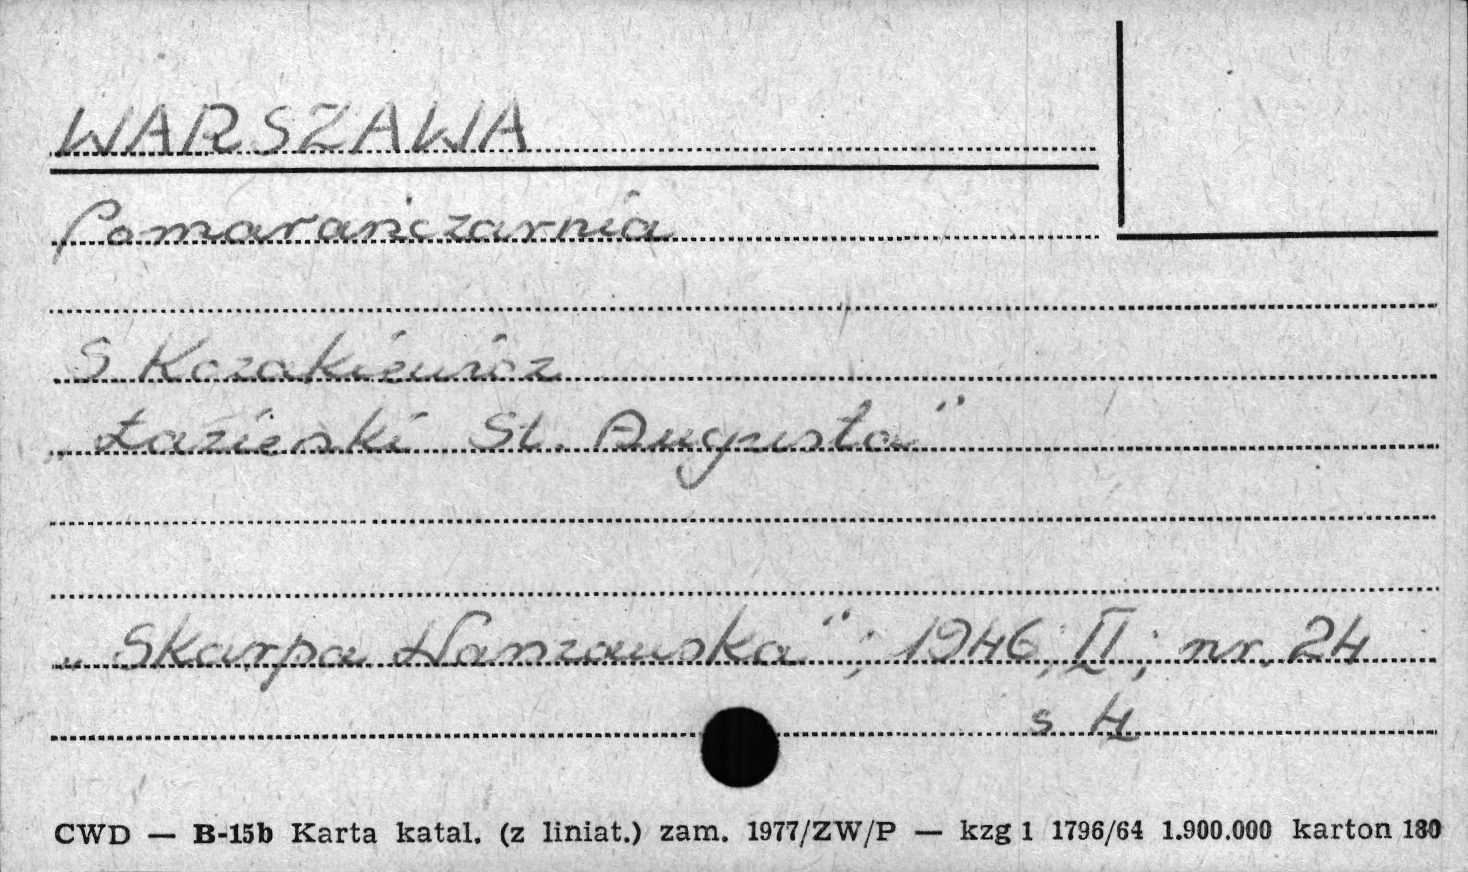 WARSZAWA
Pomarańczarnia
S Kozakiewicz
„Łazienki St. Augusta"
„Skarpa Warszawska"; 1946; II; nr. 24
s 4
CWD — B-15b Karta katal. (z liniat.) zam. 1977/ZW/P — kzg 1 1796/64 1.900.000 karton 180